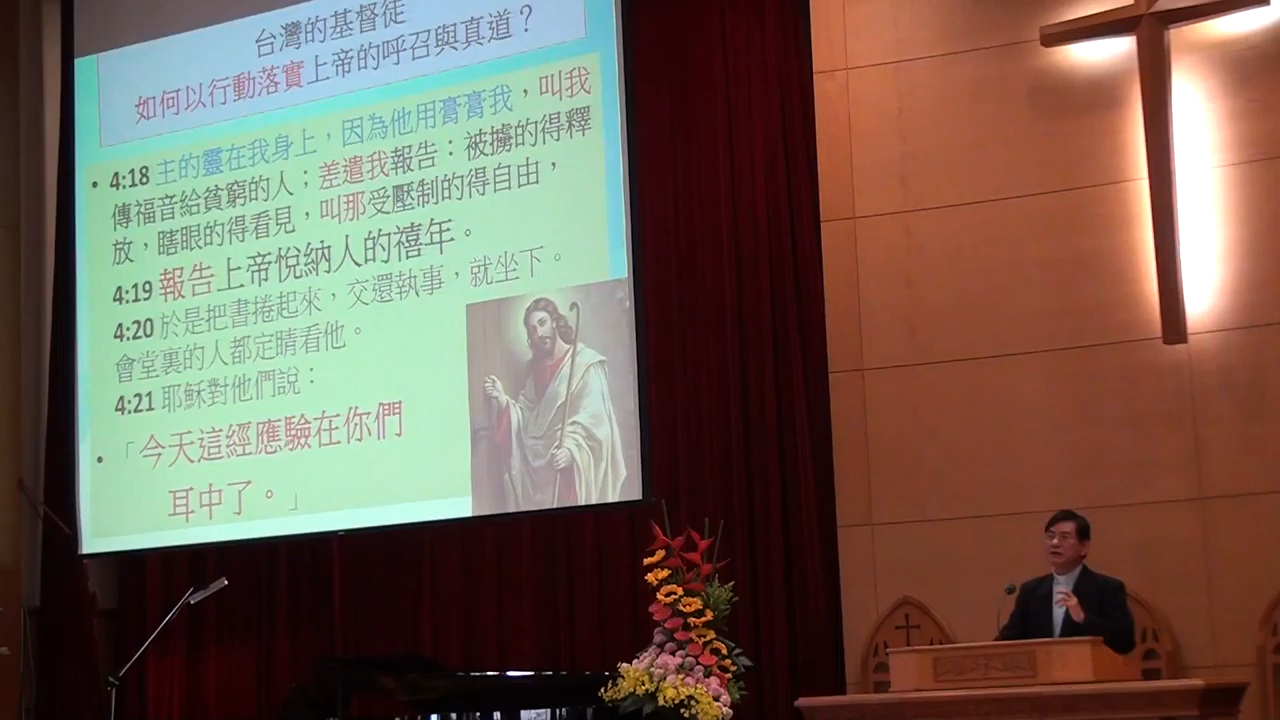 台灣的基督徒
如何以行動落實上帝的呼召與真道？
• 4:18 主的靈在我身上，因為他用膏膏我，叫我
傳福音給貧窮的人；差遣我報告：被擄的得釋
放，瞎眼的得看見，叫那受壓制的得自由，
4:19 報告上帝悅納人的禧年。
4:20 於是把書捲起來，交還執事，就坐下。
會堂裏的人都定睛看他。
4:21 耶穌對他們說：
• 「今天這經應驗在你們
耳中了。」